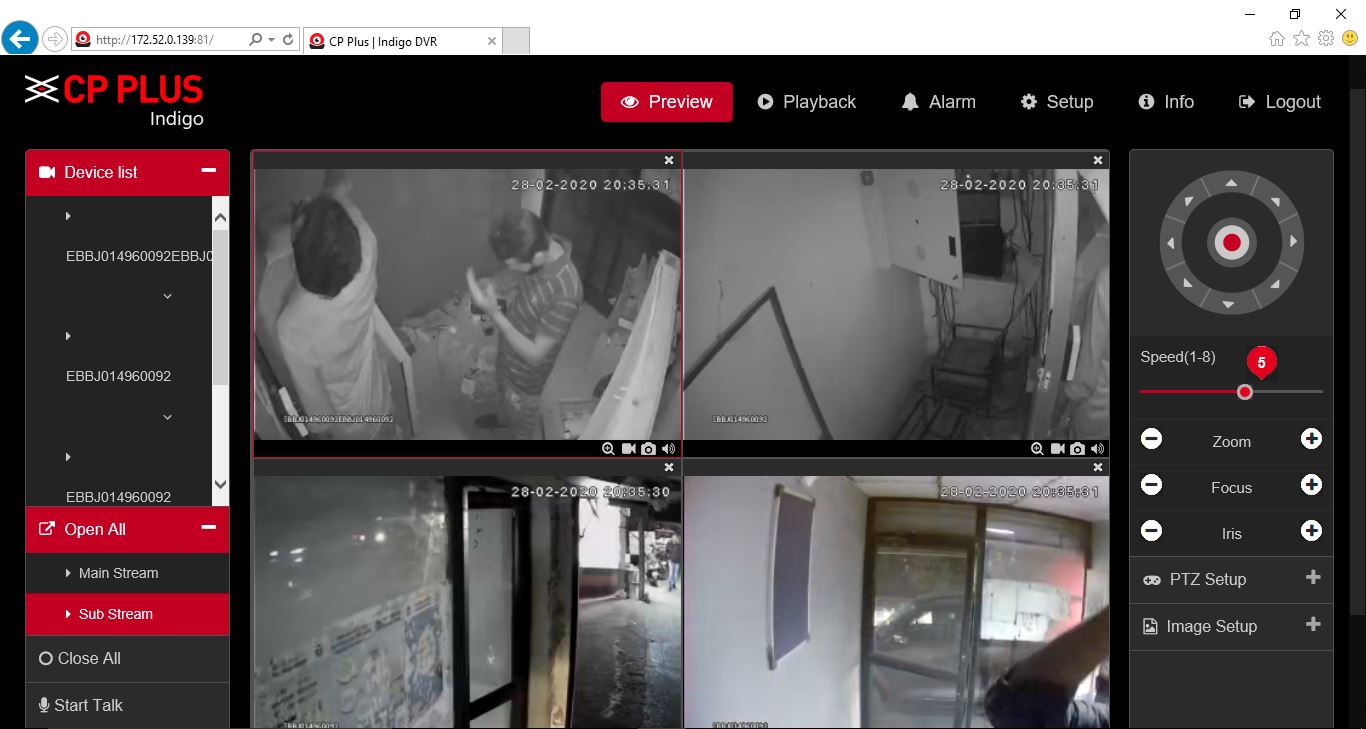 http://172.52.0.139:81/
CP Plus | Indigo DVR
CP PLUS
Indigo
Preview
Playback
Alarm
Setup
Info
Logout
Device list
EBBJ014960092EBBJ0
EBBJ014960092
EBBJ014960092
Open All
Main Stream
Sub Stream
Close All
Start Talk
28-02-2020 20:35:31
EBBJ014960092EBBJ014960092
28-02-2020 20:35:31
EBBJ014960092
28-02-2020 20:35:30
EBBJ014960092
28-02-2020 20:35:31
EBBJ014960092
Speed(1-8)
5
Zoom
Focus
Iris
PTZ Setup
Image Setup